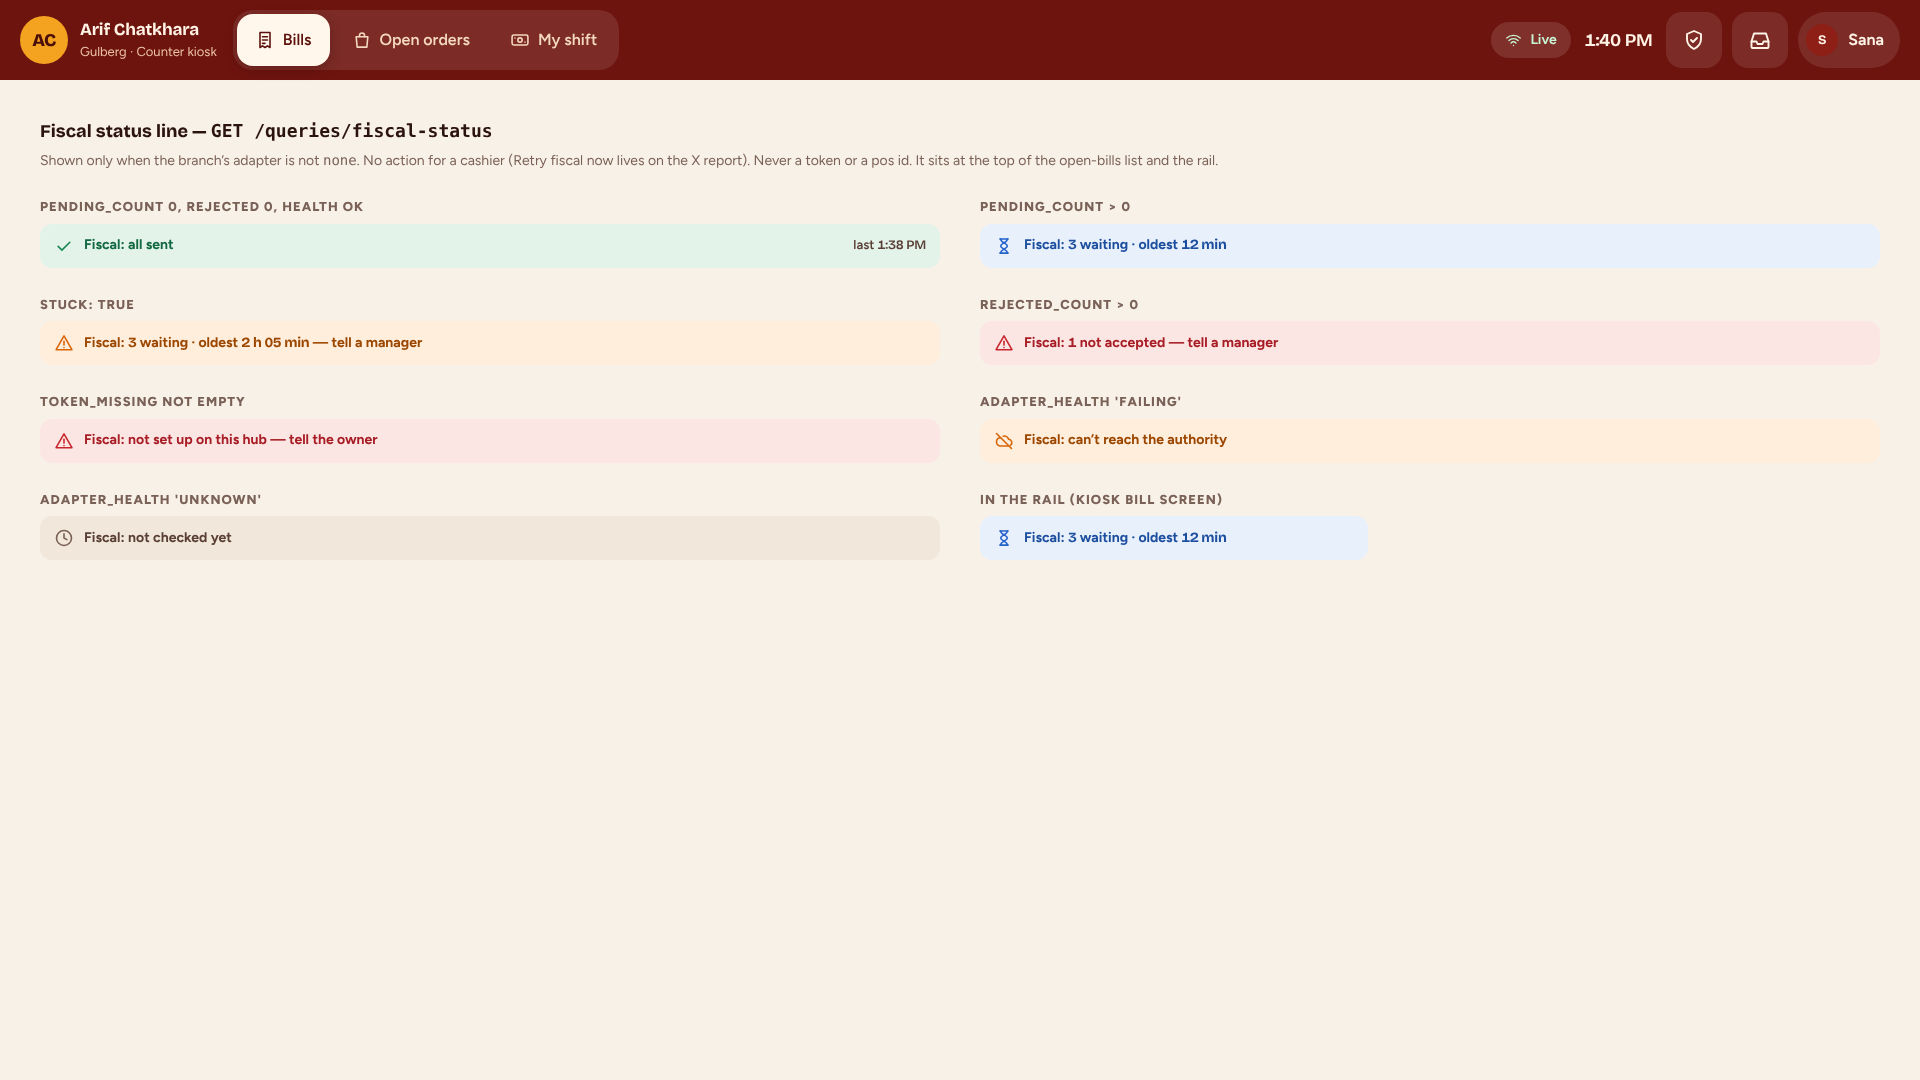 AC
Arif Chatkhara
Gulberg · Counter kiosk
Bills
Open orders
My shift
Live
1:40 PM
S
Sana
Fiscal status line — GET /queries/fiscal-status
Shown only when the branch’s adapter is not none. No action for a cashier (Retry fiscal now lives on the X report). Never a token or a pos id. It sits at the top of the open-bills list and the rail.
PENDING_COUNT 0, REJECTED 0, HEALTH OK
Fiscal: all sent
last 1:38 PM
PENDING_COUNT > 0
Fiscal: 3 waiting · oldest 12 min
STUCK: TRUE
Fiscal: 3 waiting · oldest 2 h 05 min — tell a manager
REJECTED_COUNT > 0
Fiscal: 1 not accepted — tell a manager
TOKEN_MISSING NOT EMPTY
Fiscal: not set up on this hub — tell the owner
ADAPTER_HEALTH 'FAILING'
Fiscal: can’t reach the authority
ADAPTER_HEALTH 'UNKNOWN'
Fiscal: not checked yet
IN THE RAIL (KIOSK BILL SCREEN)
Fiscal: 3 waiting · oldest 12 min